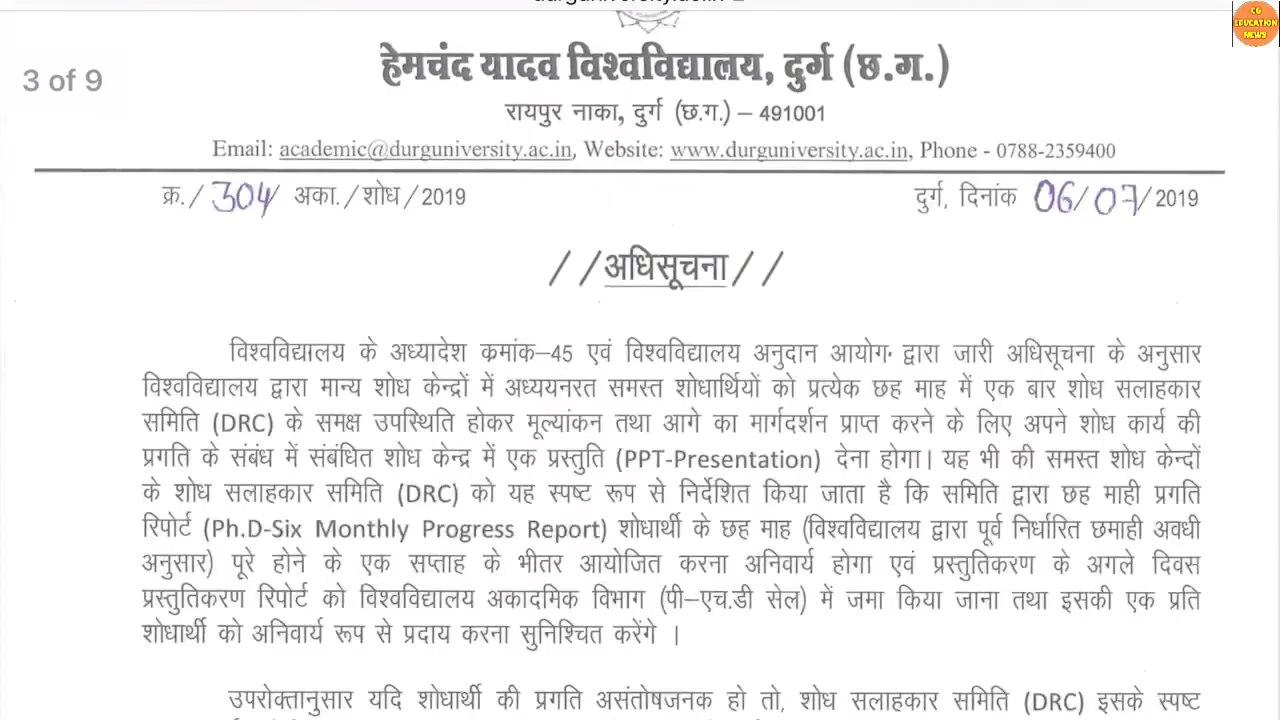 CG
EDUCATION
NEWS
3 of 9
हेमचंद यादव विश्वविद्यालय, दुर्ग (छ.ग.)
रायपुर नाका, दुर्ग (छ.ग.) – 491001
Email: academic@durguniversity.ac.in, Website: www.durguniversity.ac.in, Phone - 0788-2359400
क्र./304/ अका./शोध/2019 दुर्ग, दिनांक 06/07/2019
//अधिसूचना//
विश्वविद्यालय के अध्यादेश कमांक–45 एवं विश्वविद्यालय अनुदान आयोग द्वारा जारी अधिसूचना के अनुसार
विश्वविद्यालय द्वारा मान्य शोध केन्द्रों में अध्ययनरत समस्त शोधार्थियों को प्रत्येक छह माह में एक बार शोध सलाहकार
समिति (DRC) के समक्ष उपस्थिति होकर मूल्यांकन तथा आगे का मार्गदर्शन प्राप्त करने के लिए अपने शोध कार्य की
प्रगति के संबंध में संबंधित शोध केन्द्र में एक प्रस्तुति (PPT-Presentation) देना होगा। यह भी की समस्त शोध केन्दों
के शोध सलाहकार समिति (DRC) को यह स्पष्ट रूप से निर्देशित किया जाता है कि समिति द्वारा छह माही प्रगति
रिपोर्ट (Ph.D-Six Monthly Progress Report) शोधार्थी के छह माह (विश्वविद्यालय द्वारा पूर्व निर्धारित छमाही अवधी
अनुसार) पूरे होने के एक सप्ताह के भीतर आयोजित करना अनिवार्य होगा एवं प्रस्तुतिकरण के अगले दिवस
प्रस्तुतिकरण रिपोर्ट को विश्वविद्यालय अकादमिक विभाग (पी–एच.डी सेल) में जमा किया जाना तथा इसकी एक प्रति
शोधार्थी को अनिवार्य रूप से प्रदाय करना सुनिश्चित करेंगे ।
उपरोक्तानुसार यदि शोधार्थी की प्रगति असंतोषजनक हो तो, शोध सलाहकार समिति (DRC) इसके स्पष्ट